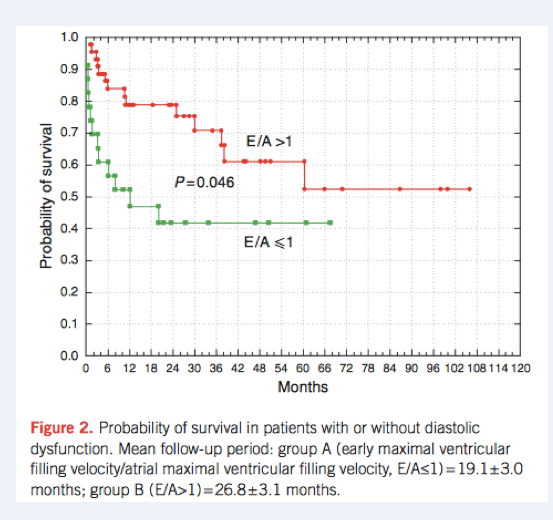 1.0
0.9
0.8
0.7
0.6
0.5
0.4
0.3
0.2
0.1
0.0
Probability of survival
E/A >1
P=0.046
E/A ⩽1
0 6 12 18 24 30 36 42 48 54 60 66 72 78 84 90 96 102 108 114 120
Months
Figure 2. Probability of survival in patients with or without diastolic
dysfunction. Mean follow-up period: group A (early maximal ventricular
filling velocity/atrial maximal ventricular filling velocity, E/A≤1)=19.1±3.0
months; group B (E/A>1)=26.8±3.1 months.